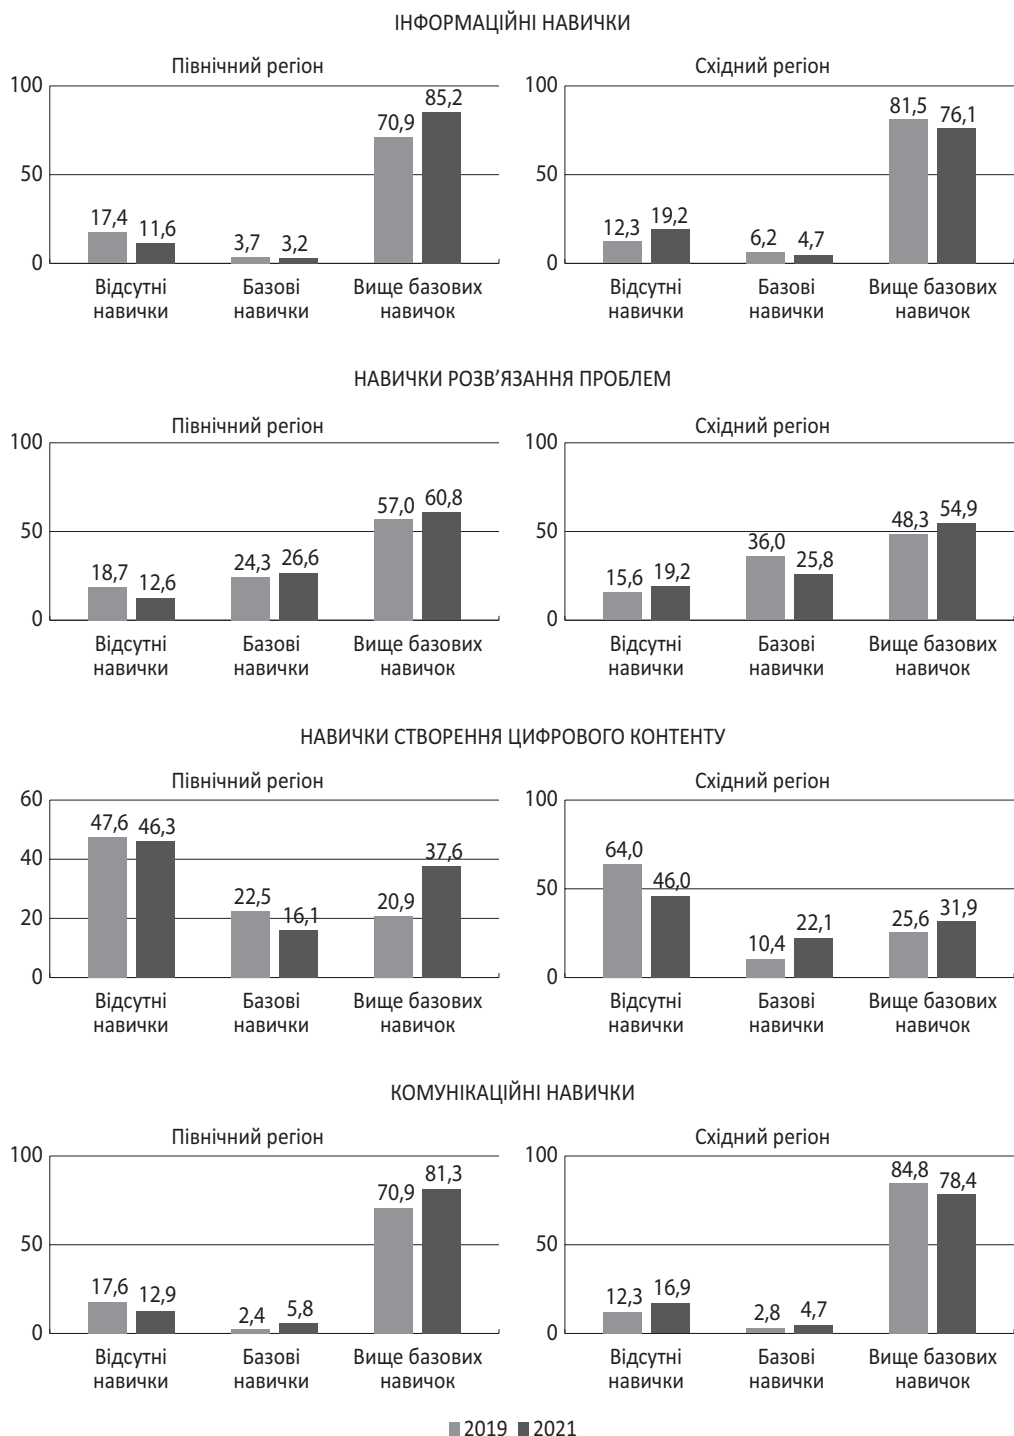 ІНФОРМАЦІЙНІ НАВИЧКИ
Північний регіон
100
50
0
17,4
11,6
3,7
3,2
70,9
85,2
Відсутні
навички
Базові
навички
Вище базових
навичок
Східний регіон
100
50
0
12,3
19,2
6,2
4,7
81,5
76,1
Відсутні
навички
Базові
навички
Вище базових
навичок
НАВИЧКИ РОЗВ’ЯЗАННЯ ПРОБЛЕМ
Північний регіон
100
50
0
18,7
12,6
24,3
26,6
57,0
60,8
Відсутні
навички
Базові
навички
Вище базових
навичок
Східний регіон
100
50
0
15,6
19,2
36,0
25,8
48,3
54,9
Відсутні
навички
Базові
навички
Вище базових
навичок
НАВИЧКИ СТВОРЕННЯ ЦИФРОВОГО КОНТЕНТУ
Північний регіон
60
40
20
0
47,6
46,3
22,5
16,1
20,9
37,6
Відсутні
навички
Базові
навички
Вище базових
навичок
Східний регіон
100
50
0
64,0
46,0
10,4
22,1
25,6
31,9
Відсутні
навички
Базові
навички
Вище базових
навичок
КОМУНІКАЦІЙНІ НАВИЧКИ
Північний регіон
100
50
0
17,6
12,9
2,4
5,8
70,9
81,3
Відсутні
навички
Базові
навички
Вище базових
навичок
Східний регіон
100
50
0
12,3
16,9
2,8
4,7
84,8
78,4
Відсутні
навички
Базові
навички
Вище базових
навичок
2019 2021